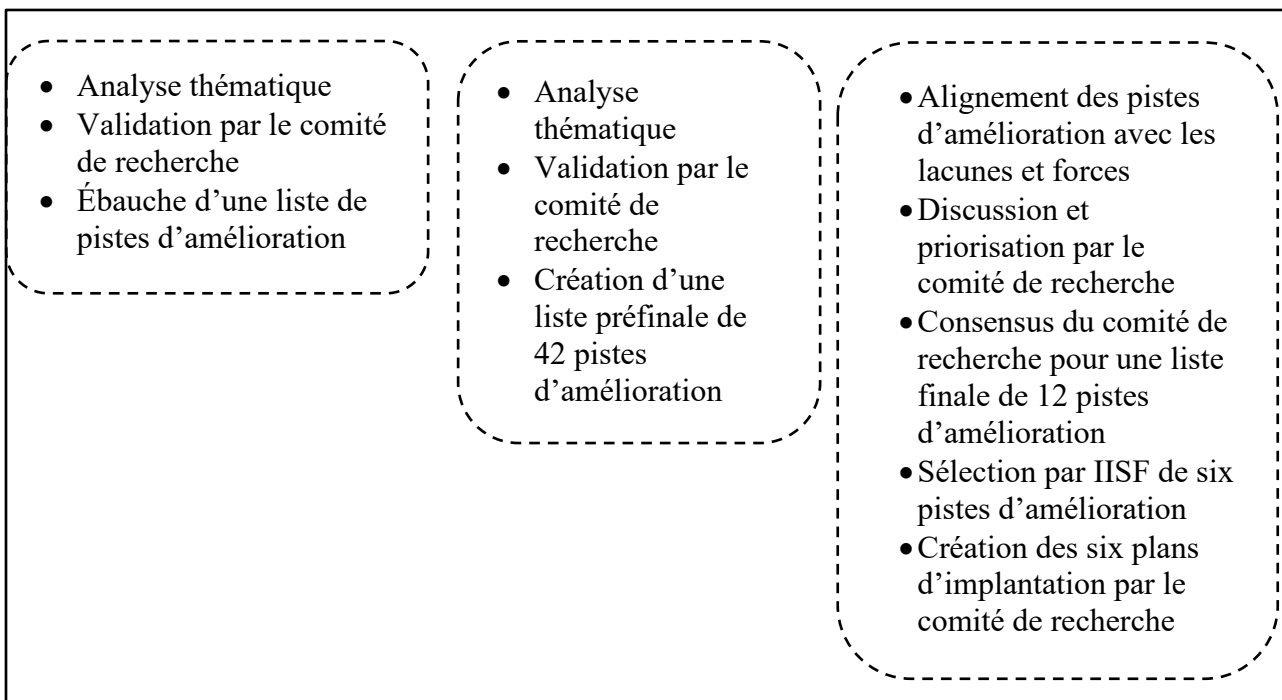 • Analyse thématique
• Validation par le comité
de recherche
• Ébauche d’une liste de
pistes d’amélioration
• Analyse
thématique
• Validation par le
comité de
recherche
• Création d’une
liste préfinale de
42 pistes
d’amélioration
• Alignement des pistes
d’amélioration avec les
lacunes et forces
• Discussion et
priorisation par le
comité de recherche
• Consensus du comité de
recherche pour une liste
finale de 12 pistes
d’amélioration
• Sélection par IISF de six
pistes d’amélioration
• Création des six plans
d’implantation par le
comité de recherche